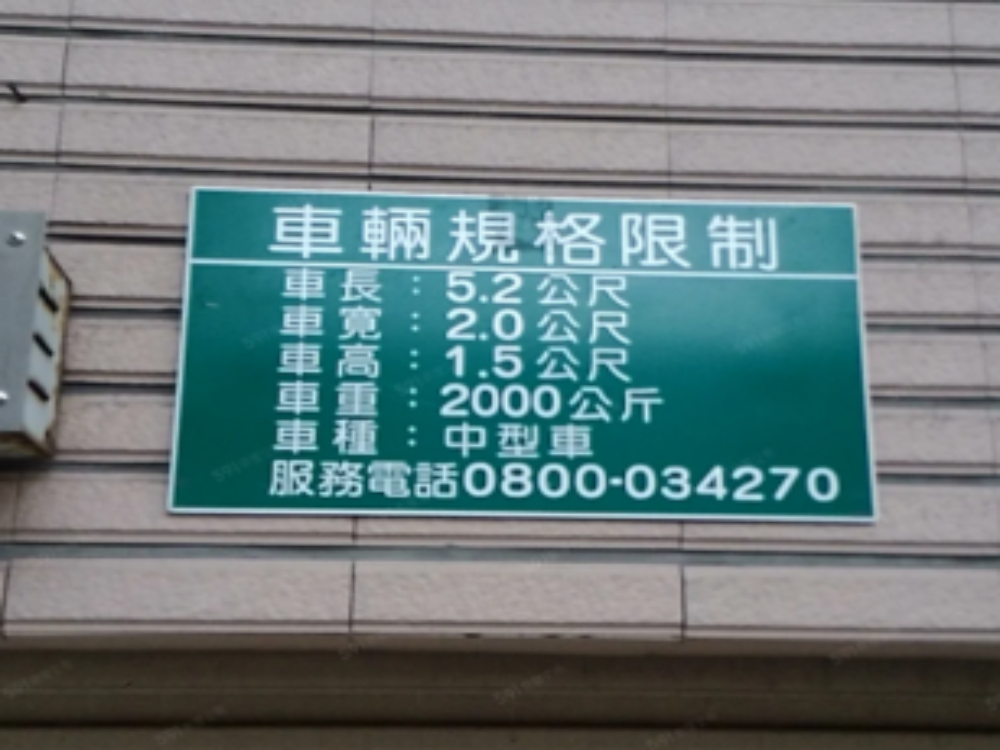 車輛規格限制
車長：5.2公尺
車寬：2.0公尺
車高：1.5公尺
車重：2000公斤
車種：中型車
服務電話0800-034270